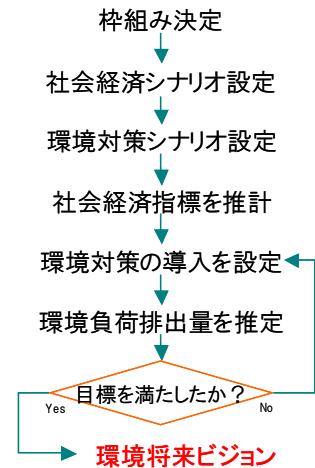 枠組み決定
社会経済シナリオ設定
環境対策シナリオ設定
社会経済指標を推計
環境対策の導入を設定
環境負荷排出量を推定
目標を満たしたか？
Yes
No
環境将来ビジョン